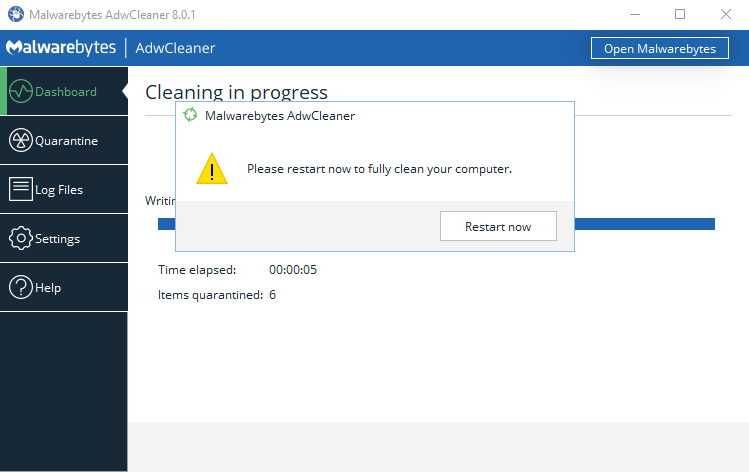 Malwarebytes AdwCleaner 8.0.1
Malwarebytes AdwCleaner
Open Malwarebytes
Dashboard
Quarantine
Log Files
Settings
Help
Cleaning in progress
Malwarebytes AdwCleaner
Please restart now to fully clean your computer.
Restart now
Time elapsed: 00:00:05
Items quarantined: 6